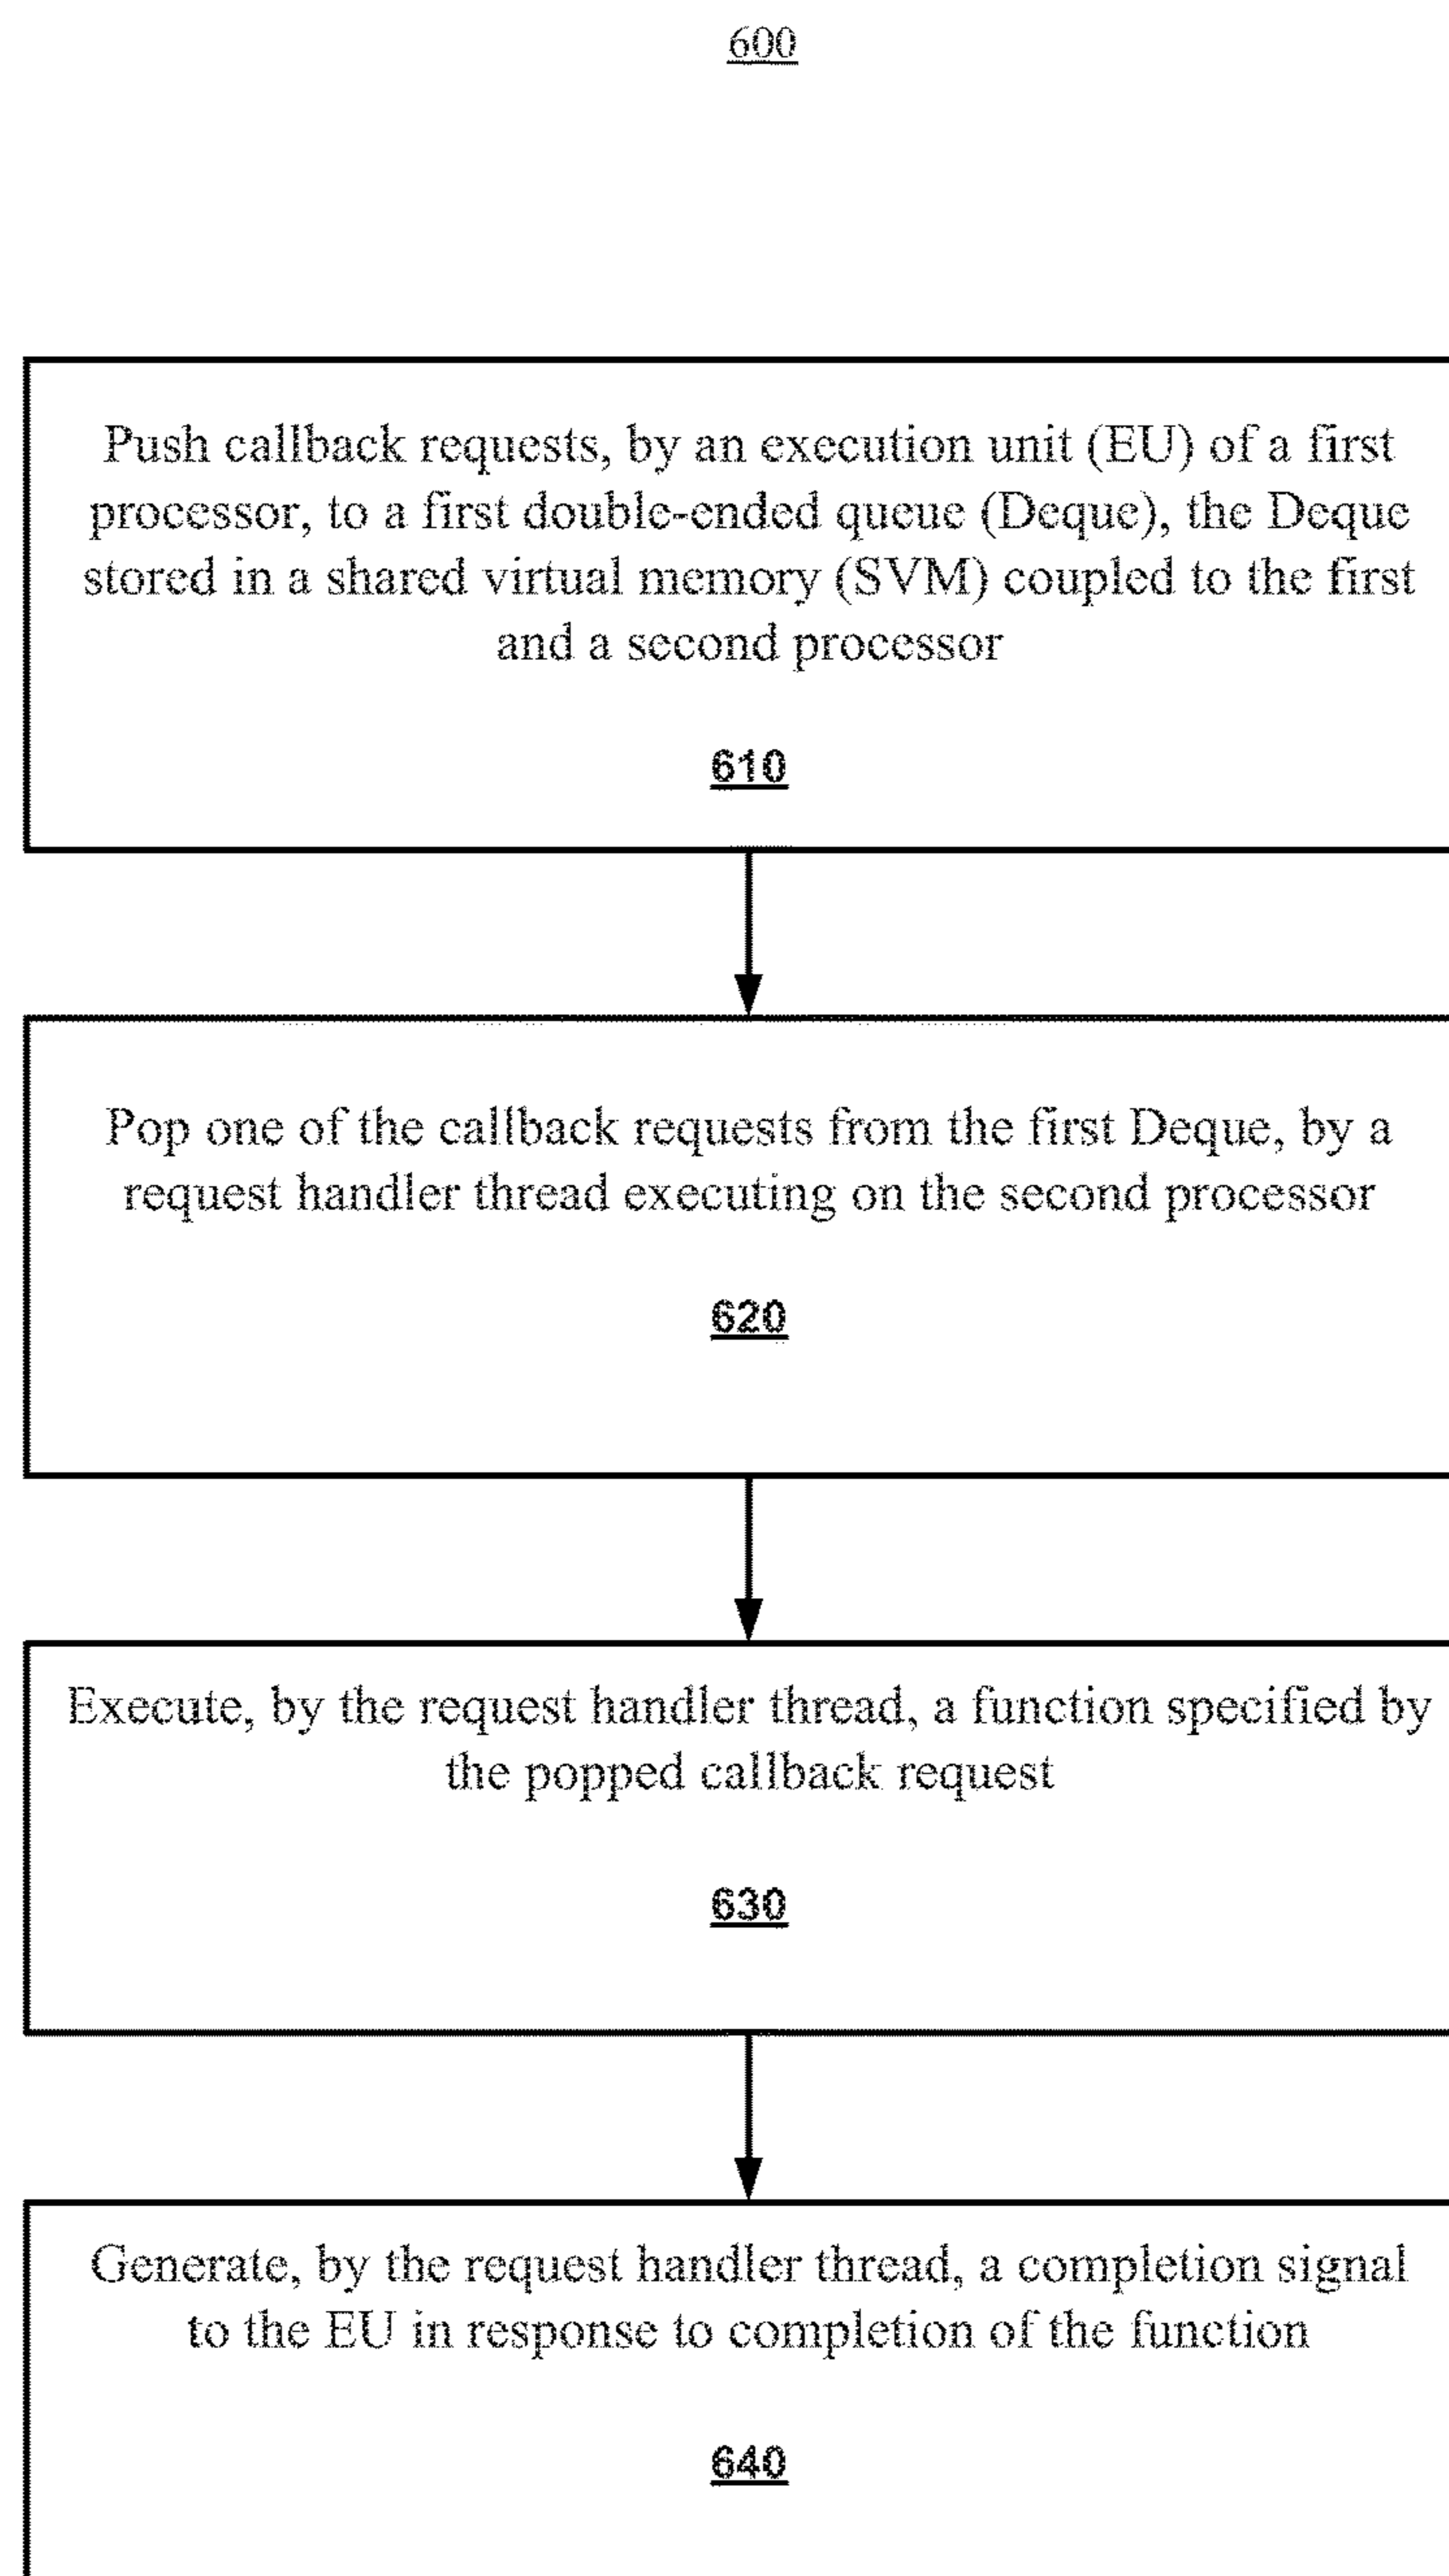 600
Push callback requests, by an execution unit (EU) of a first
processor, to a first double-ended queue (Deque), the Deque
stored in a shared virtual memory (SVM) coupled to the first
and a second processor
610
Pop one of the callback requests from the first Deque, by a
request handler thread executing on the second processor
620
Execute, by the request handler thread, a function specified by
the popped callback request
630
Generate, by the request handler thread, a completion signal
to the EU in response to completion of the function
640